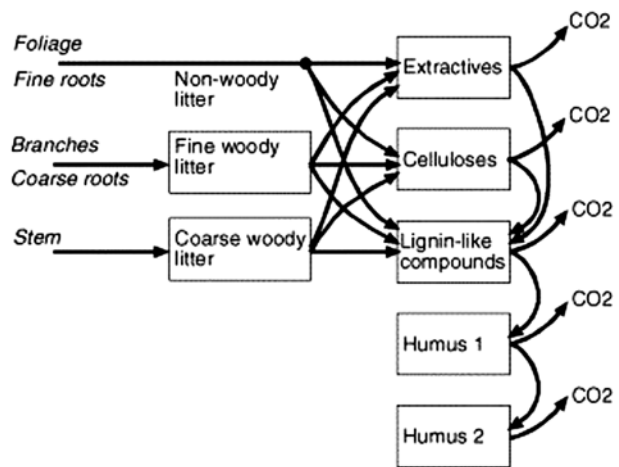 Foliage
Fine roots
Non-woody
litter
Extractives
CO2
Branches
Coarse roots
Fine woody
litter
Celluloses
CO2
Stem
Coarse woody
litter
Lignin-like
compounds
CO2
Humus 1
CO2
Humus 2
CO2